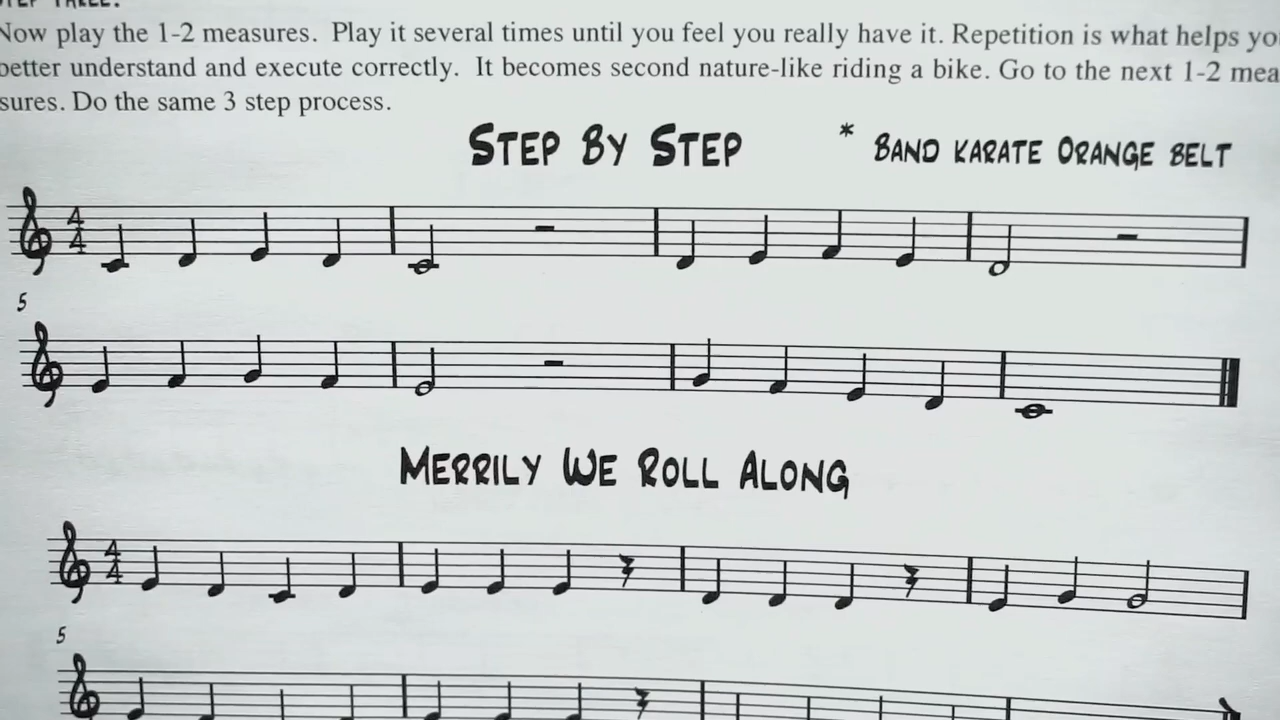 STEP THREE:
Now play the 1-2 measures. Play it several times until you feel you really have it. Repetition is what helps yo
better understand and execute correctly. It becomes second nature-like riding a bike. Go to the next 1-2 mea
sures. Do the same 3 step process.
STEP BY STEP
* BAND KARATE ORANGE BELT
4
4
5
MERRILY WE ROLL ALONG
4
4
5